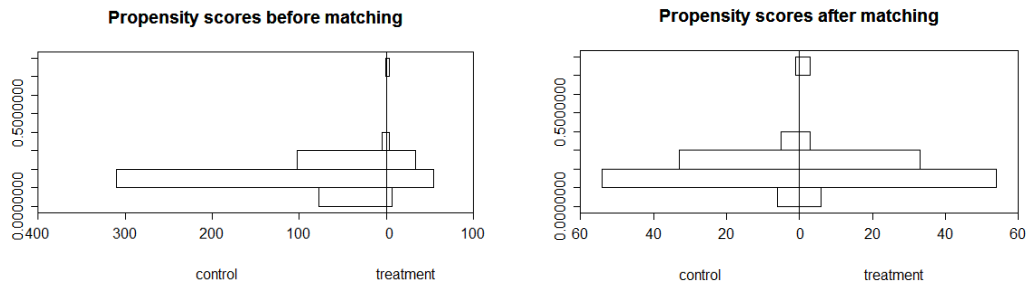 Propensity scores before matching
0.0000000 0.5000000
400 300 200 100 0 100
control treatment
Propensity scores after matching
0.0000000 0.5000000
60 40 20 0 20 40 60
control treatment